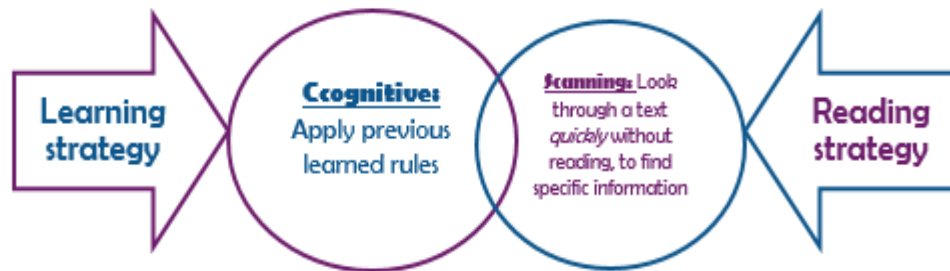 Learning
strategy
Ccognitive:
Apply previous
learned rules
Scanning: Look
through a text
quickly without
reading, to find
specific information
Reading
strategy